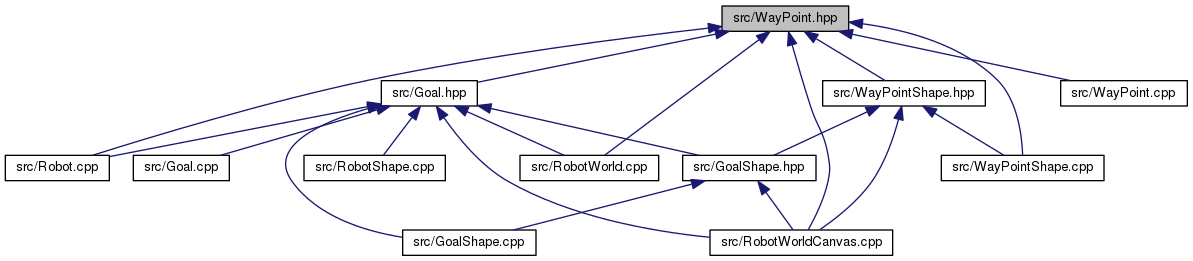 src/WayPoint.hpp
src/Goal.hpp
src/WayPointShape.hpp
src/WayPoint.cpp
src/Robot.cpp
src/Goal.cpp
src/RobotShape.cpp
src/RobotWorld.cpp
src/GoalShape.hpp
src/WayPointShape.cpp
src/GoalShape.cpp
src/RobotWorldCanvas.cpp